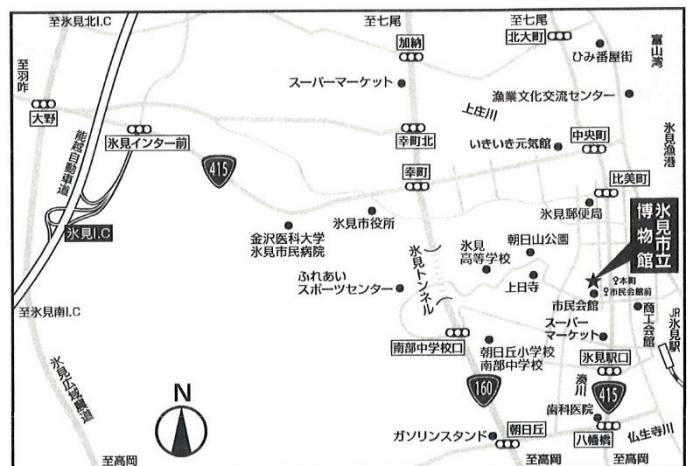 至氷見北I.C
至七尾
至七尾
加納
北大町
ひみ番屋街
富山湾
至羽咋
スーパーマーケット
漁業文化交流センター
大野
上庄川
能越自動車道
氷見インター前
幸町北
いきいき元気館
中央町
氷見漁港
415
幸町
比美町
氷見郵便局
氷見市立
博物館
氷見I.C
金沢医科大学
氷見市民病院
氷見市役所
氷見トンネル
氷見
高等学校
朝日山公園
上日寺
本町
市民会館前
市民会館
ふれあい
スポーツセンター
至氷見南I.C
商工会館
JR氷見駅
スーパー
マーケット
南部中学校口
朝日丘小学校
南部中学校
氷見駅口
氷見広域農道
N
160
湊川
415
歯科医院
ガソリンスタンド
朝日丘
八幡橋
仏生寺川
至高岡
至高岡
至高岡